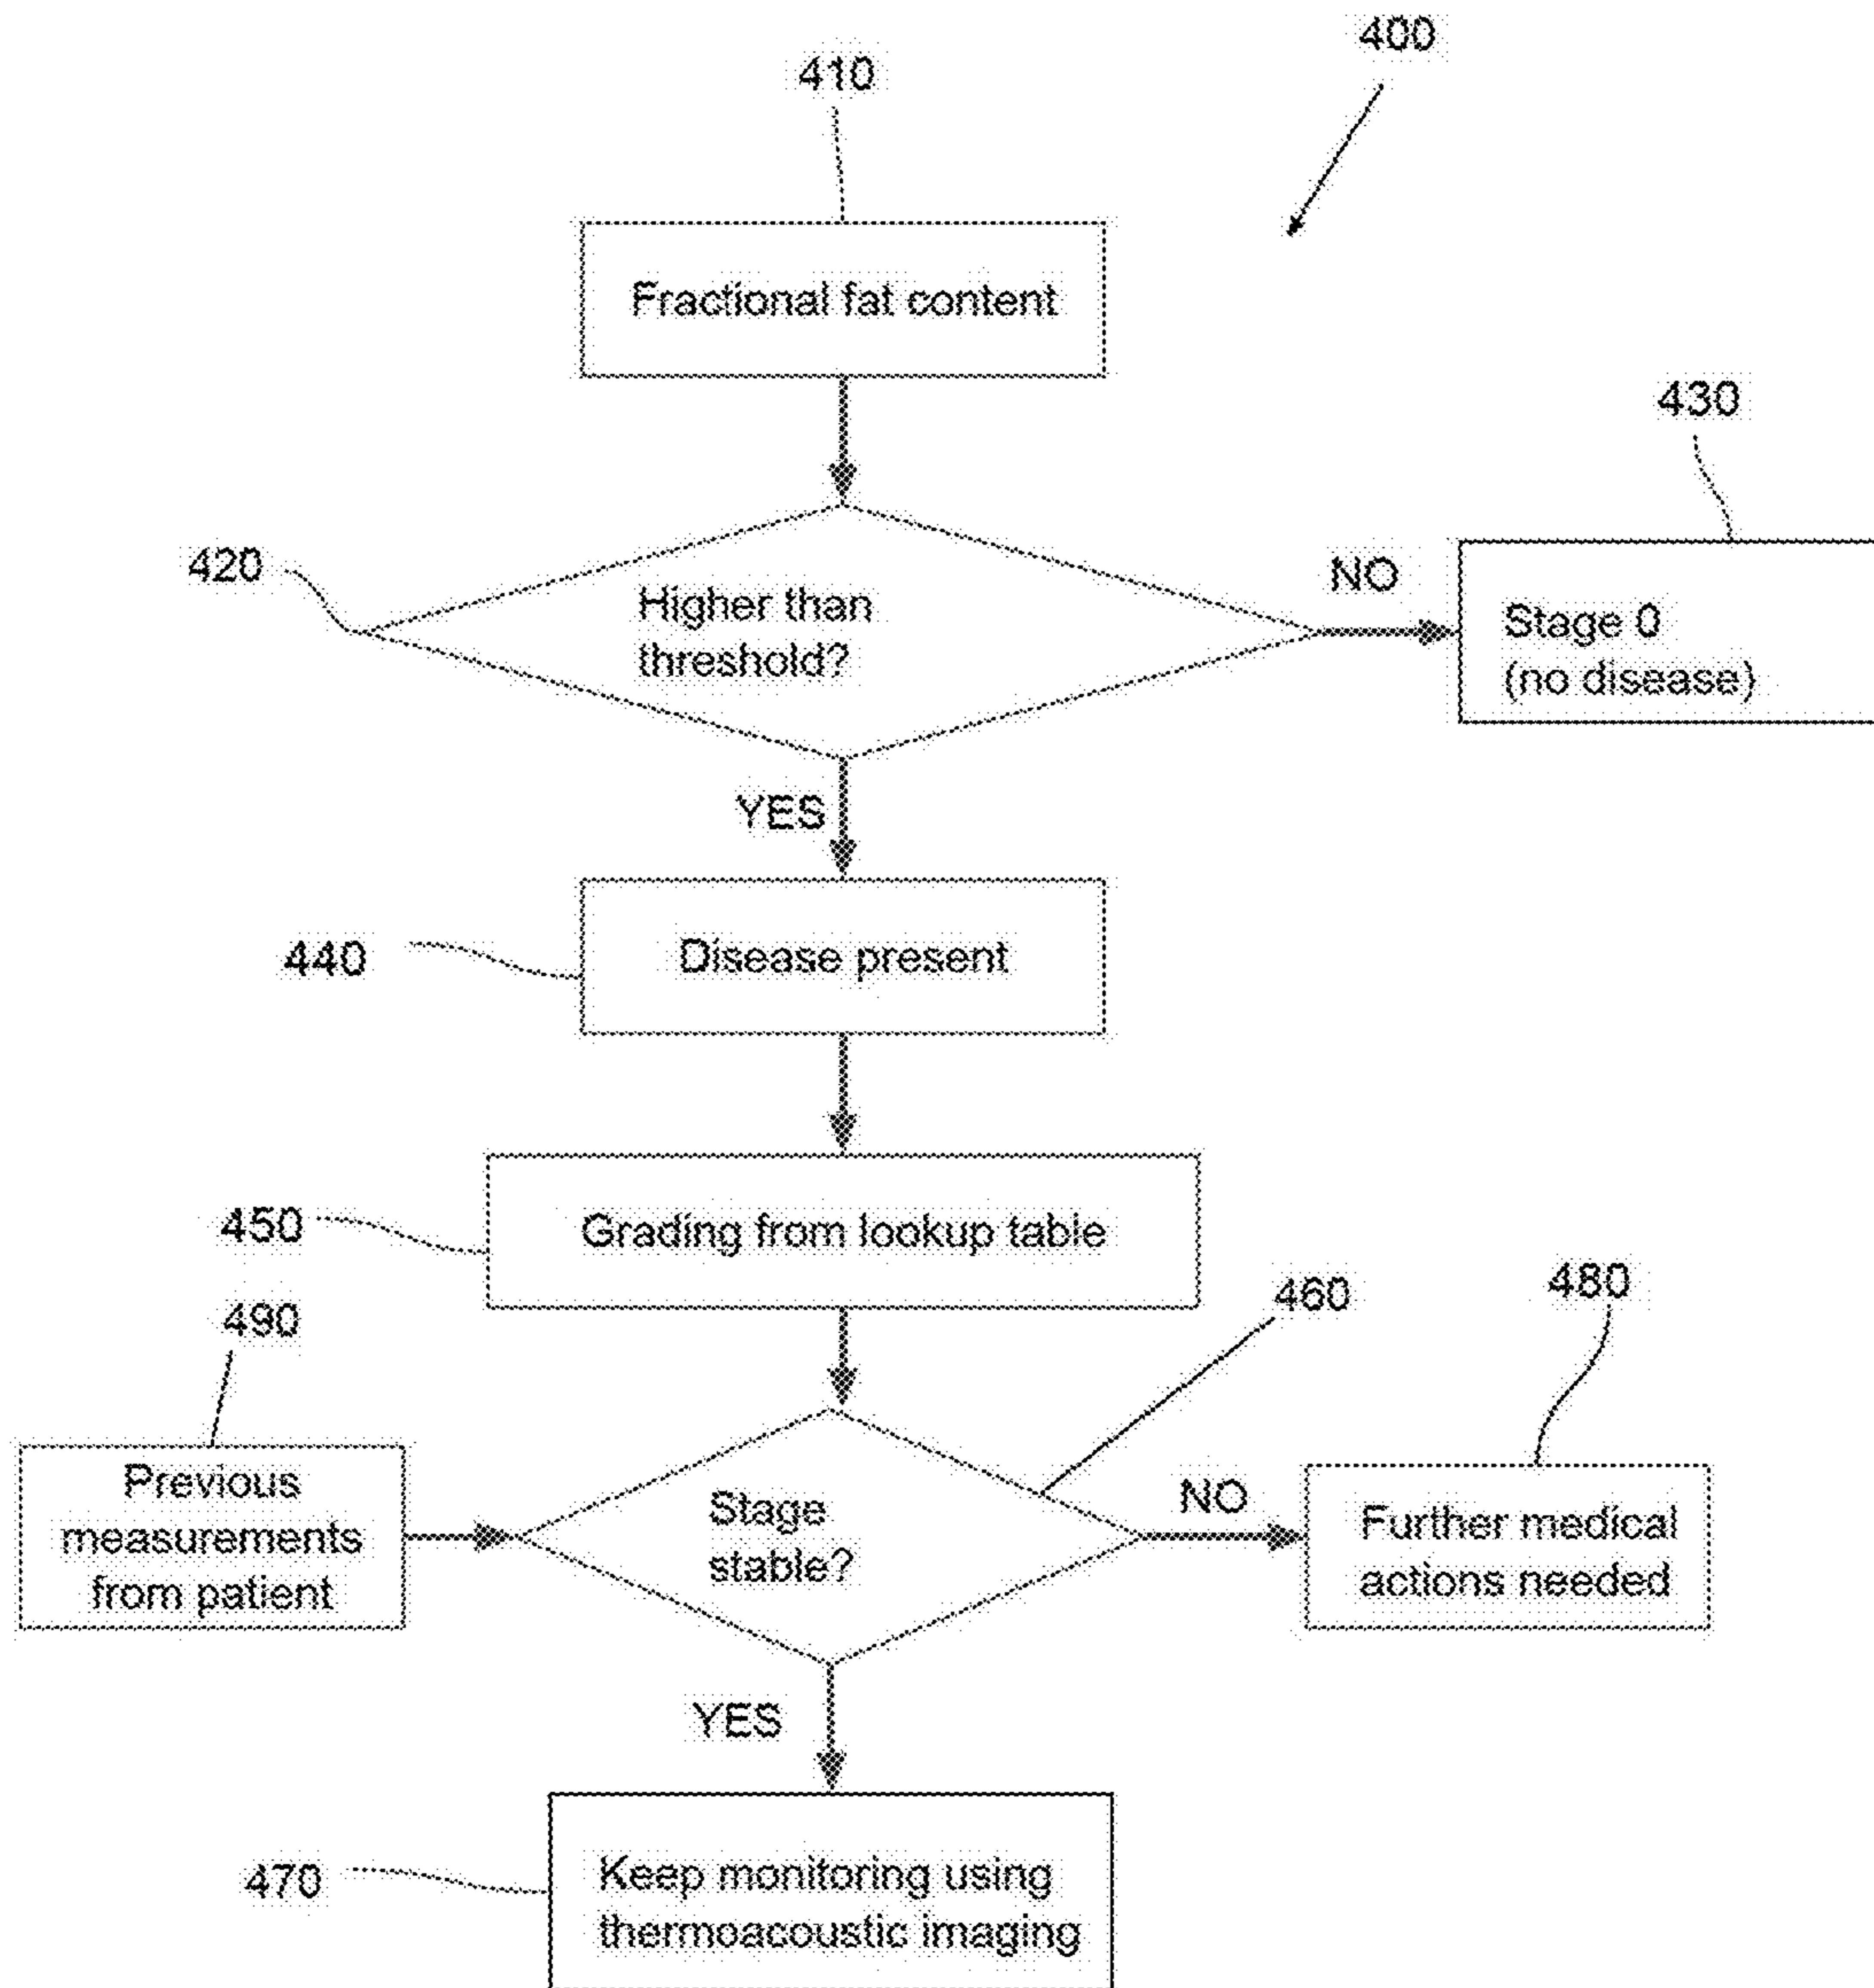 400
410
Fractional fat content
430
420
Higher than
threshold?
NO
Stage 0
(no disease)
YES
440
Disease present
450
Grading from lookup table
490
460
480
Previous
measurements
from patient
Stage
stable?
NO
Further medical
actions needed
YES
470
Keep monitoring using
thermoacoustic imaging